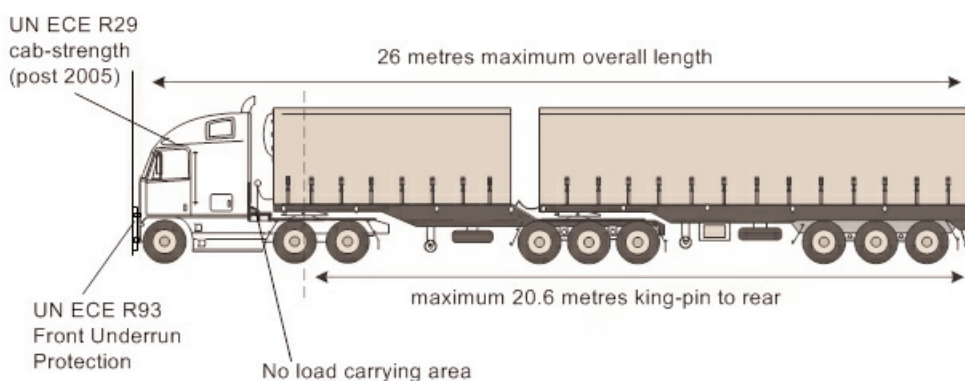 UN ECE R29
cab-strength
(post 2005)
26 metres maximum overall length
maximum 20.6 metres king-pin to rear
UN ECE R93
Front Underrun
Protection
No load carrying area